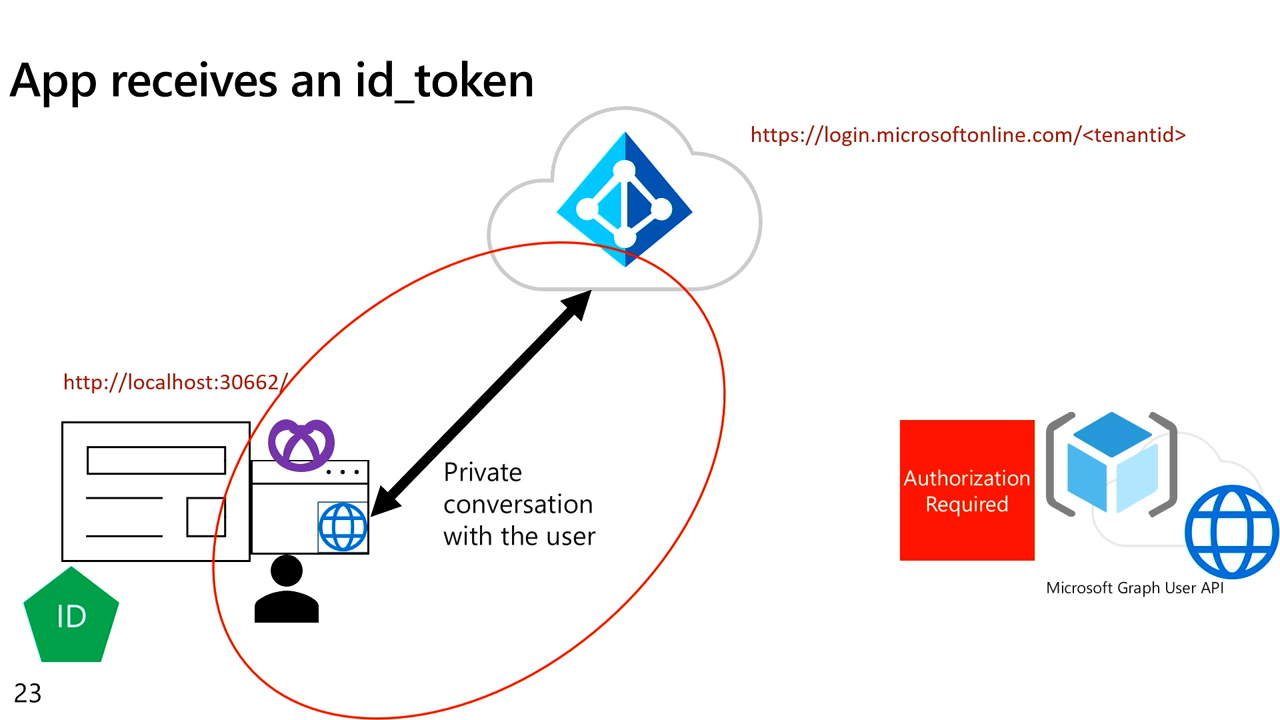 App receives an id_token
https://login.microsoftonline.com/<tenantid>
http://localhost:30662/
Private
conversation
with the user
Authorization
Required
Microsoft Graph User API
ID
23